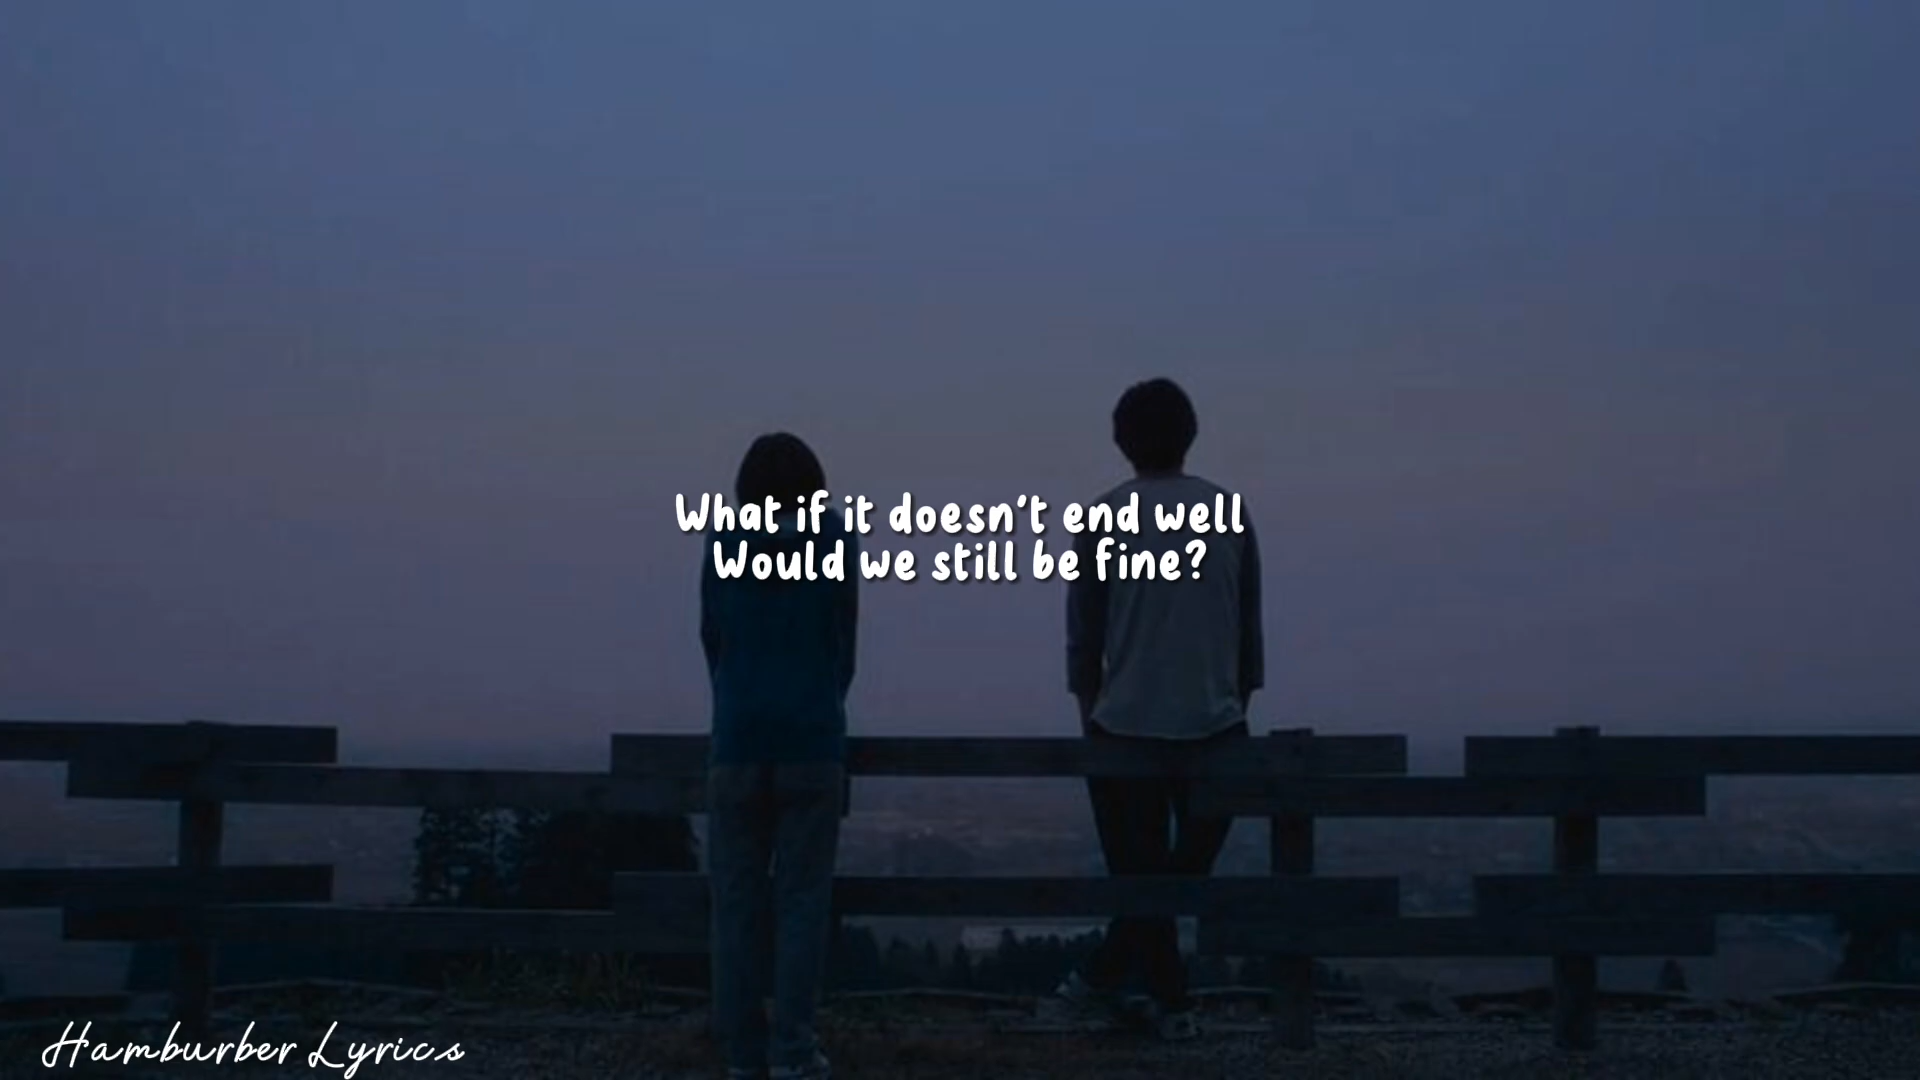 What if it doesn't end well
Would we still be fine?
Hamburber Lyrics